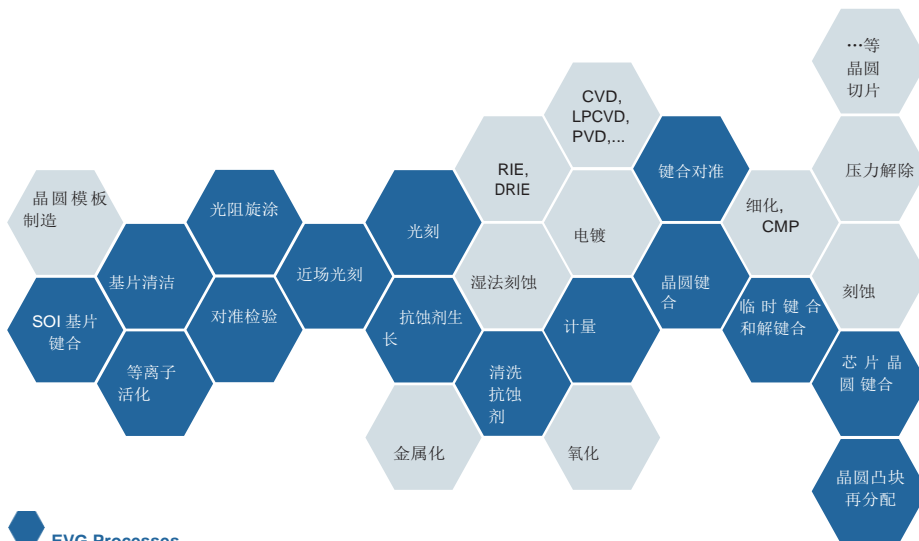 …等
晶圆
切片
CVD,
LPCVD,
PVD,...
RIE,
DRIE
键合对准
压力解除
晶圆模板
制造
光阻旋涂
光刻
电镀
细化,
CMP
基片清洁
近场光刻
湿法刻蚀
晶圆键
合
刻蚀
SOI 基片
键合
对准检验
抗蚀剂生
长
计量
临时键合
和解键合
等离子
活化
清洗
抗蚀
剂
芯片晶
圆键合
金属化
氧化
晶圆凸块
再分配
EVG Processes